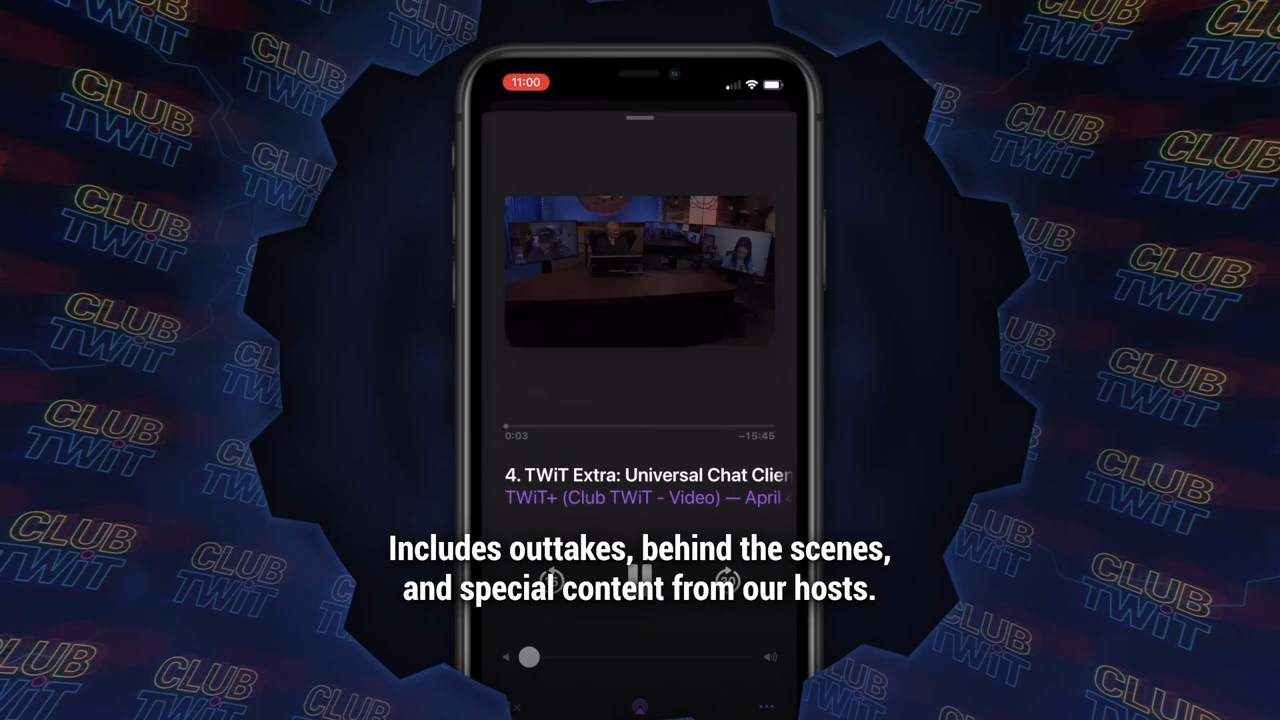 CLUB TWiT
11:00
0:03
−15:45
4. TWiT Extra: Universal Chat Clien
TWiT+ (Club TWiT - Video) — April 4
Includes outtakes, behind the scenes,
and special content from our hosts.